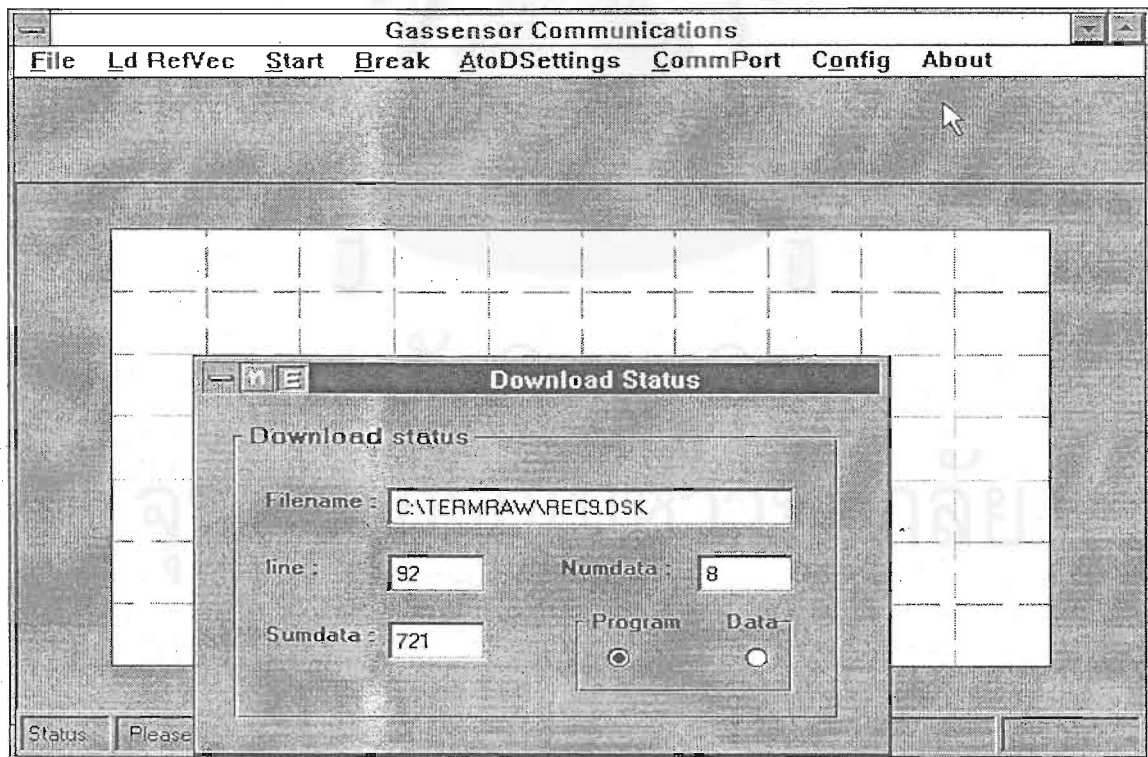 Gassensor Communications
File Ld RefVec Start Break AtoDSettings CommPort Config About
Download Status
Download status
Filename : C:\TERMRAW\REC9.DSK
line : 92 Numdata : 8
Sumdata : 721 Program Data
Status Please